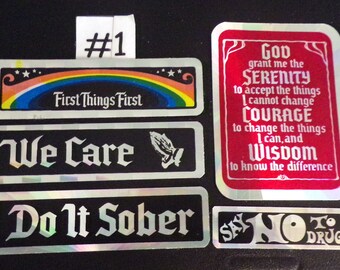 #1
First Things First
We Care
Do It Sober
GOD
grant me the
SERENITY
to accept the things
I cannot change
COURAGE
to change the things
I can, and
WISDOM
to know the difference
SAY NO TO
DRUGS